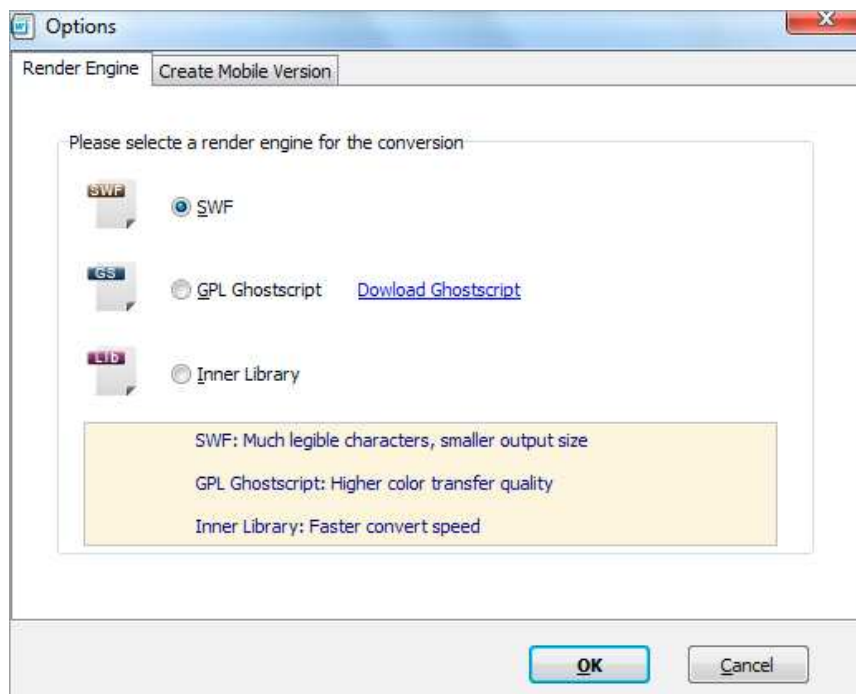 Options
Render Engine Create Mobile Version
Please selecte a render engine for the conversion
SWF
SWF
GS
GPL Ghostscript Dowload Ghostscript
Lib
Inner Library
SWF: Much legible characters, smaller output size
GPL Ghostscript: Higher color transfer quality
Inner Library: Faster convert speed
OK Cancel